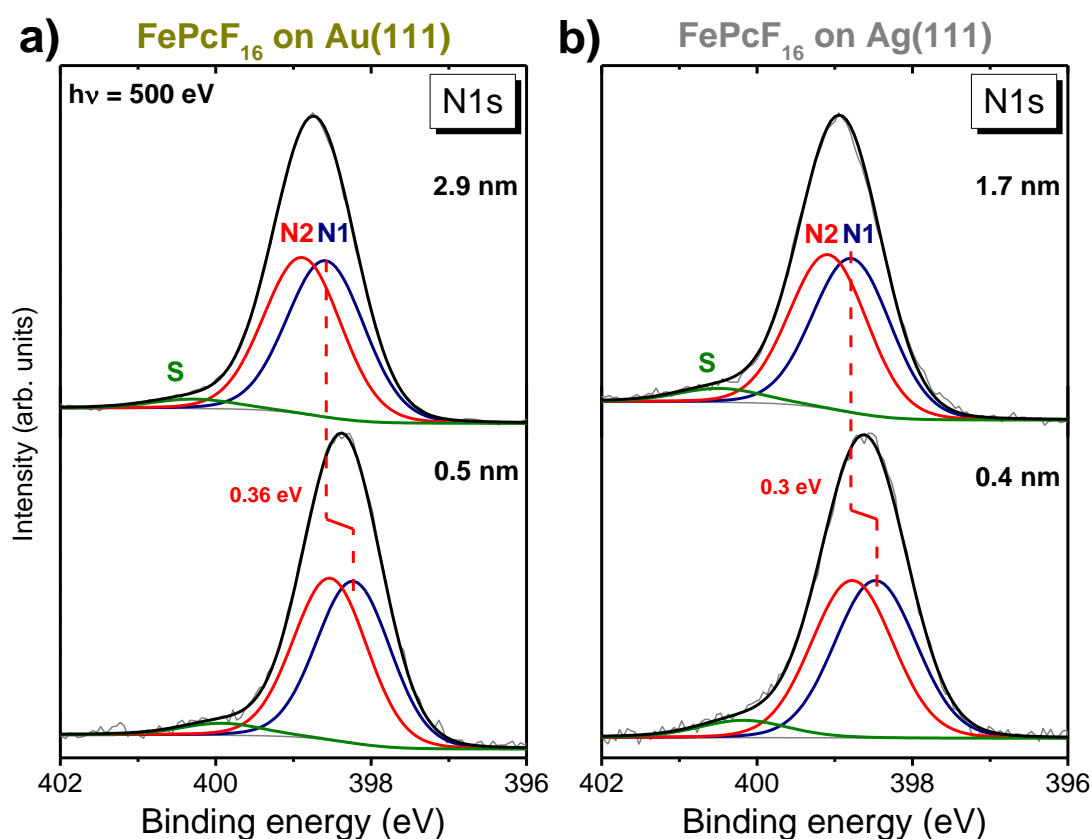 a) FePcF₁₆ on Au(111)
hν = 500 eV
N1s
2.9 nm
N2 N1
S
0.5 nm
0.36 eV
402 400 398 396
Binding energy (eV)
Intensity (arb. units)
b) FePcF₁₆ on Ag(111)
N1s
1.7 nm
N2 N1
S
0.4 nm
0.3 eV
402 400 398 396
Binding energy (eV)